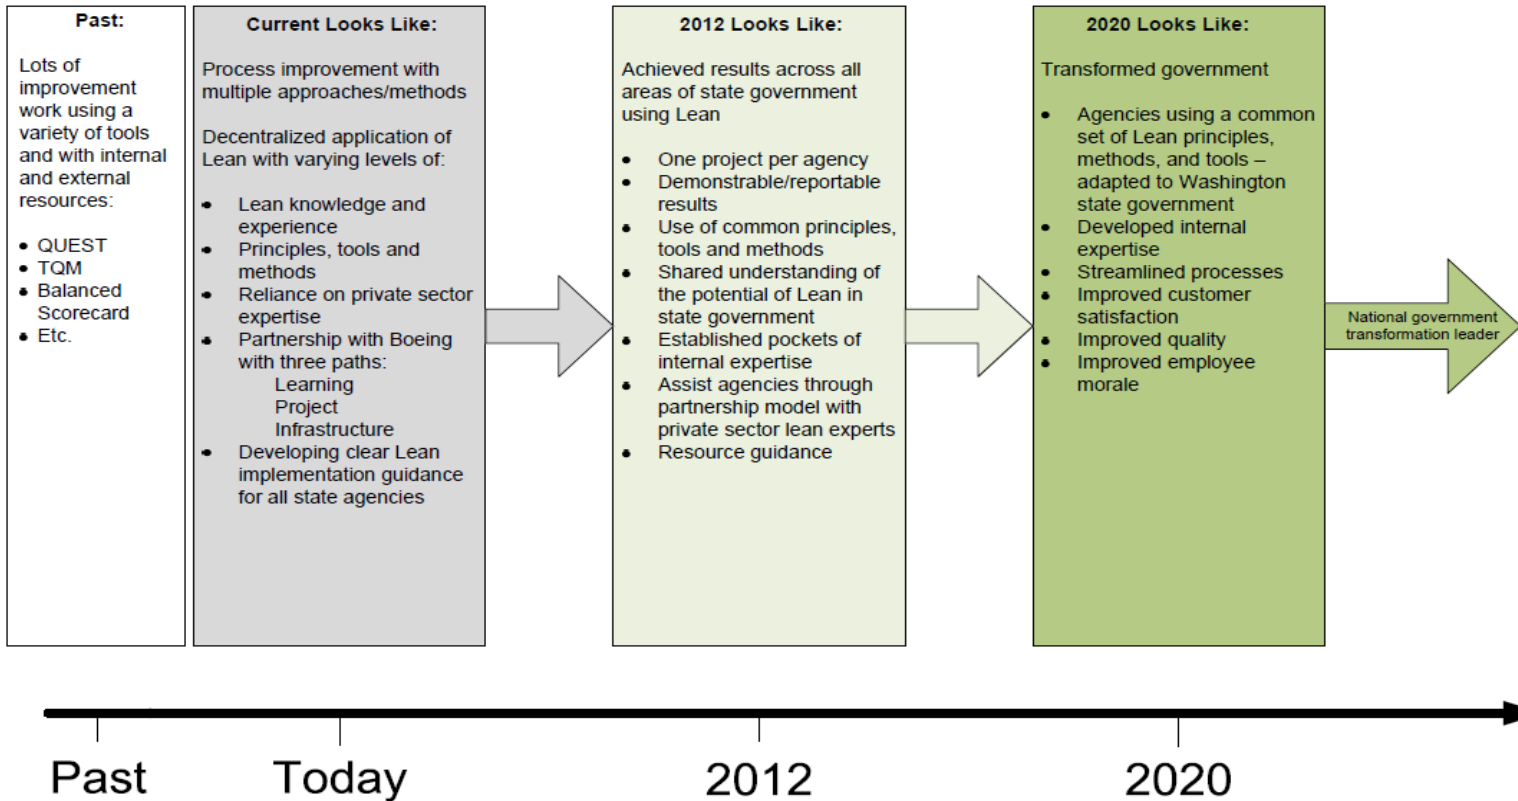 Past:
Lots of
improvement
work using a
variety of tools
and with internal
and external
resources:
• QUEST
• TQM
• Balanced
Scorecard
• Etc.
Current Looks Like:
Process improvement with
multiple approaches/methods
Decentralized application of
Lean with varying levels of:
• Lean knowledge and
experience
• Principles, tools and
methods
• Reliance on private sector
expertise
• Partnership with Boeing
with three paths:
Learning
Project
Infrastructure
• Developing clear Lean
implementation guidance
for all state agencies
2012 Looks Like:
Achieved results across all
areas of state government
using Lean
• One project per agency
• Demonstrable/reportable
results
• Use of common principles,
tools and methods
• Shared understanding of
the potential of Lean in
state government
• Established pockets of
internal expertise
• Assist agencies through
partnership model with
private sector lean experts
• Resource guidance
2020 Looks Like:
Transformed government
• Agencies using a common
set of Lean principles,
methods, and tools –
adapted to Washington
state government
• Developed internal
expertise
• Streamlined processes
• Improved customer
satisfaction
• Improved quality
• Improved employee
morale
National government
transformation leader
Past
Today
2012
2020